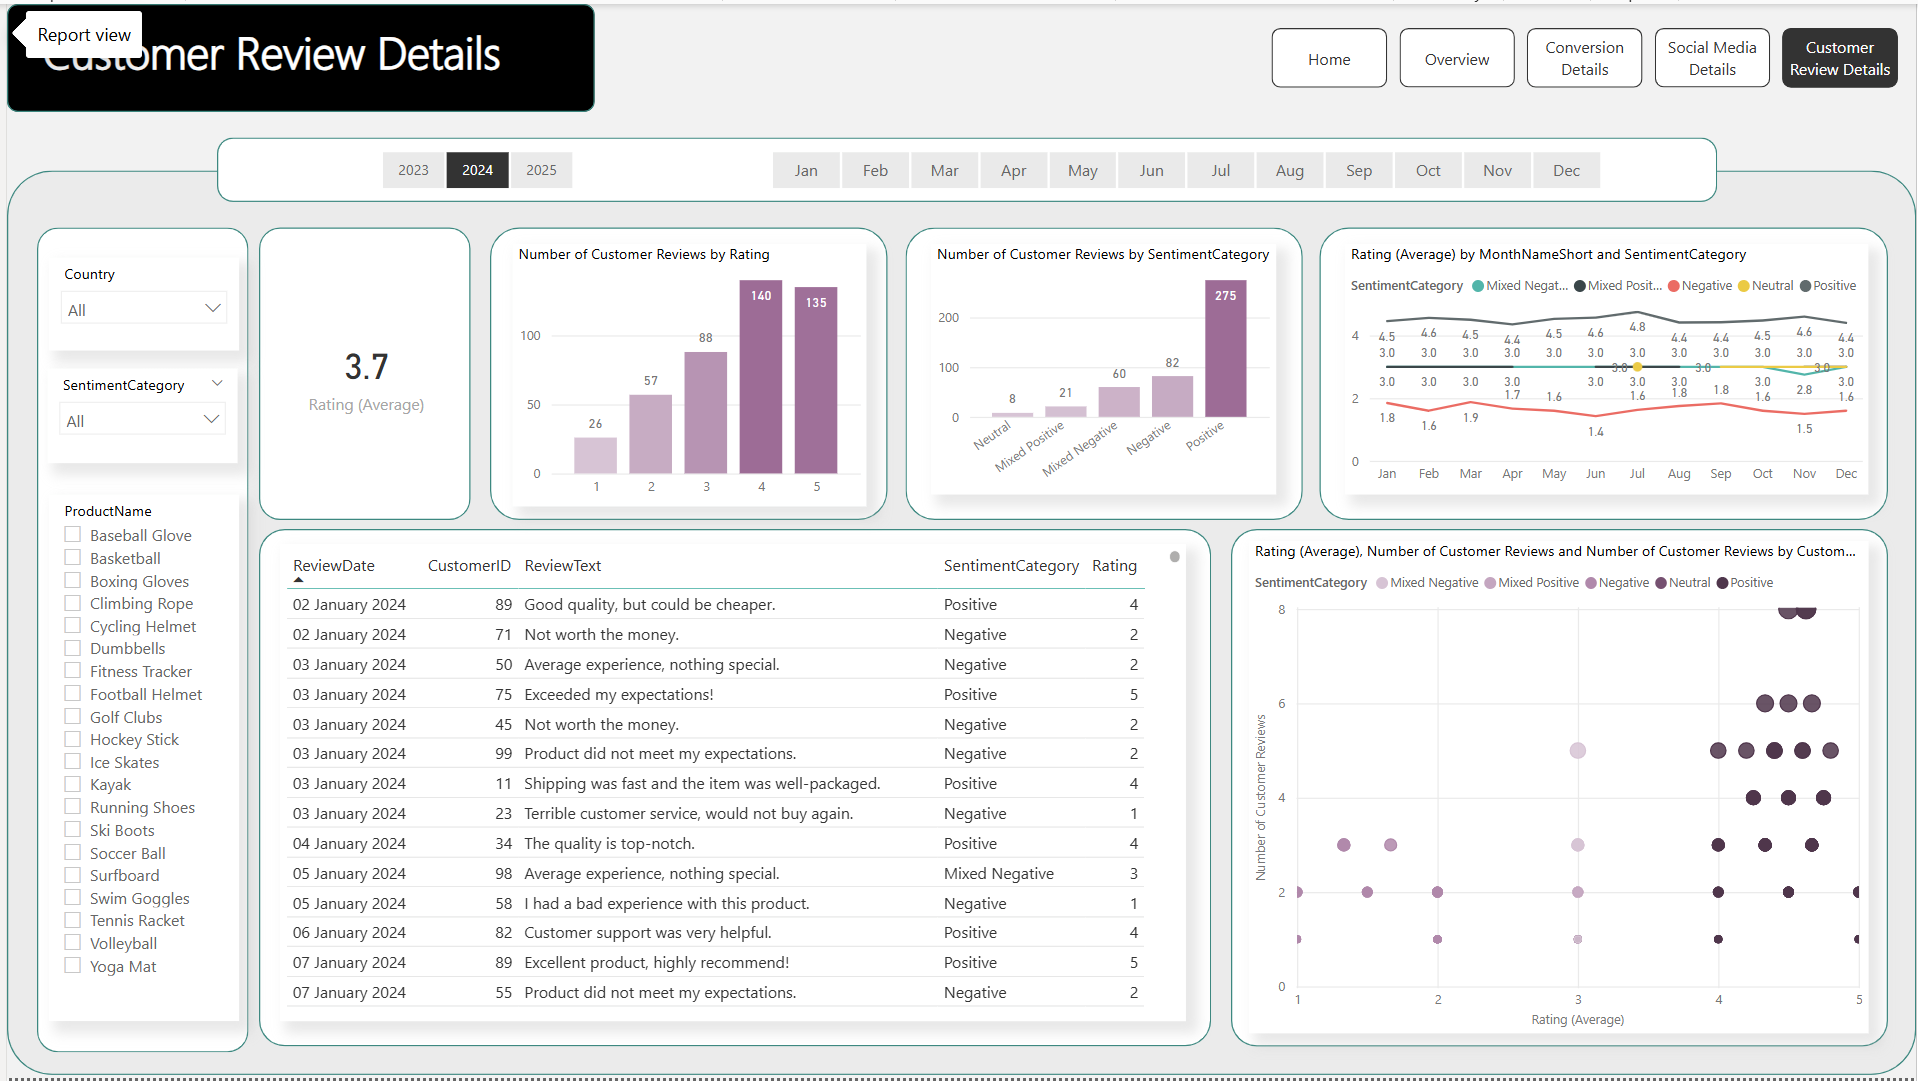 Report view
Customer Review Details
Home
Overview
Conversion
Details
Social Media
Details
Customer
Review Details
2023
2024
2025
Jan
Feb
Mar
Apr
May
Jun
Jul
Aug
Sep
Oct
Nov
Dec
Country
All
SentimentCategory
All
ProductName
Baseball Glove
Basketball
Boxing Gloves
Climbing Rope
Cycling Helmet
Dumbbells
Fitness Tracker
Football Helmet
Golf Clubs
Hockey Stick
Ice Skates
Kayak
Running Shoes
Ski Boots
Soccer Ball
Surfboard
Swim Goggles
Tennis Racket
Volleyball
Yoga Mat
3.7
Rating (Average)
Number of Customer Reviews by Rating
100
50
0
26
57
88
140
135
1 2 3 4 5
Number of Customer Reviews by SentimentCategory
200
100
0
8
21
60
82
275
Neutral
Mixed Positive
Mixed Negative
Negative
Positive
Rating (Average) by MonthNameShort and SentimentCategory
SentimentCategory Mixed Negat... Mixed Posit... Negative Neutral Positive
4
2
0
4.5 4.6 4.5 4.4 4.5 4.6 4.8 4.4 4.4 4.5 4.6 4.4
3.0 3.0 3.0 3.0 3.0 3.0 3.0 3.0 3.0 3.0 3.0 3.0
3.0 3.0 3.0
3.0 3.0 3.0 3.0 3.0 3.0 3.0 3.0 3.0 3.0 2.8 3.0
1.8 1.6 1.9 1.7 1.6 1.4 1.6 1.8 1.8 1.6 1.5 1.6
Jan Feb Mar Apr May Jun Jul Aug Sep Oct Nov Dec
ReviewDate CustomerID ReviewText SentimentCategory Rating
02 January 2024 89 Good quality, but could be cheaper. Positive 4
02 January 2024 71 Not worth the money. Negative 2
03 January 2024 50 Average experience, nothing special. Negative 2
03 January 2024 75 Exceeded my expectations! Positive 5
03 January 2024 45 Not worth the money. Negative 2
03 January 2024 99 Product did not meet my expectations. Negative 2
03 January 2024 11 Shipping was fast and the item was well-packaged. Positive 4
03 January 2024 23 Terrible customer service, would not buy again. Negative 1
04 January 2024 34 The quality is top-notch. Positive 4
05 January 2024 98 Average experience, nothing special. Mixed Negative 3
05 January 2024 58 I had a bad experience with this product. Negative 1
06 January 2024 82 Customer support was very helpful. Positive 4
07 January 2024 89 Excellent product, highly recommend! Positive 5
07 January 2024 55 Product did not meet my expectations. Negative 2
Rating (Average), Number of Customer Reviews and Number of Customer Reviews by Custom...
SentimentCategory Mixed Negative Mixed Positive Negative Neutral Positive
Number of Customer Reviews
8
6
4
2
0
1 2 3 4 5
Rating (Average)